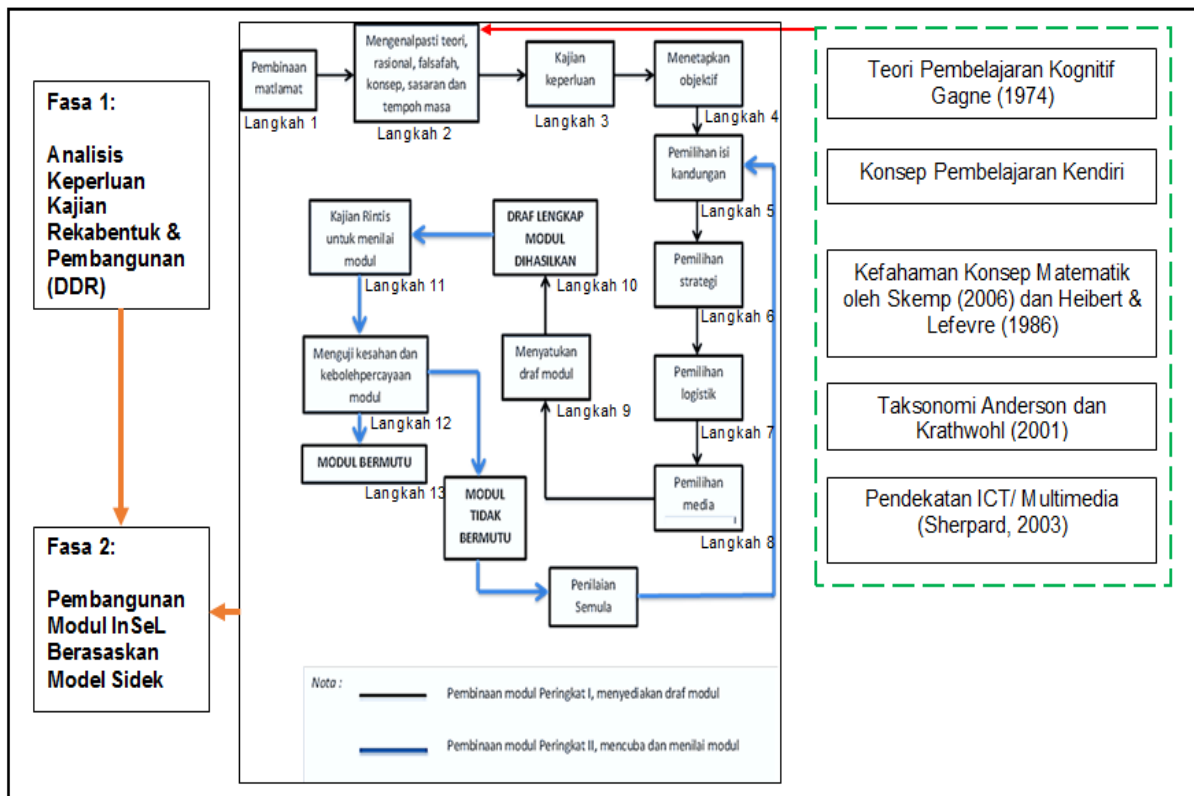 Fasa 1:
Analisis
Keperluan
Kajian
Rekabentuk &
Pembangunan
(DDR)
Fasa 2:
Pembangunan
Modul InSeL
Berasaskan
Model Sidek
Pembinaan
matlamat
Langkah 1
Mengenalpasti teori,
rasional, falsafah,
konsep, sasaran dan
tempoh masa
Langkah 2
Kajian
keperluan
Langkah 3
Menetapkan
objektif
Langkah 4
Pemilihan isi
kandungan
Langkah 5
Pemilihan
strategi
Langkah 6
Pemilihan
logistik
Langkah 7
Pemilihan
media
Langkah 8
Menyatukan
draf modul
Langkah 9
DRAF LENGKAP
MODUL
DIHASILKAN
Langkah 10
Kajian Rintis
untuk menilai
modul
Langkah 11
Menguji kesahan dan
kebolehpercayaan
modul
Langkah 12
MODUL BERMUTU
Langkah 13
MODUL
TIDAK
BERMUTU
Penilaian
Semula
Nota :
Pembinaan modul Peringkat I, menyediakan draf modul
Pembinaan modul Peringkat II, mencuba dan menilai modul
Teori Pembelajaran Kognitif
Gagne (1974)
Konsep Pembelajaran Kendiri
Kefahaman Konsep Matematik
oleh Skemp (2006) dan Heibert &
Lefevre (1986)
Taksonomi Anderson dan
Krathwohl (2001)
Pendekatan ICT/ Multimedia
(Sherpard, 2003)